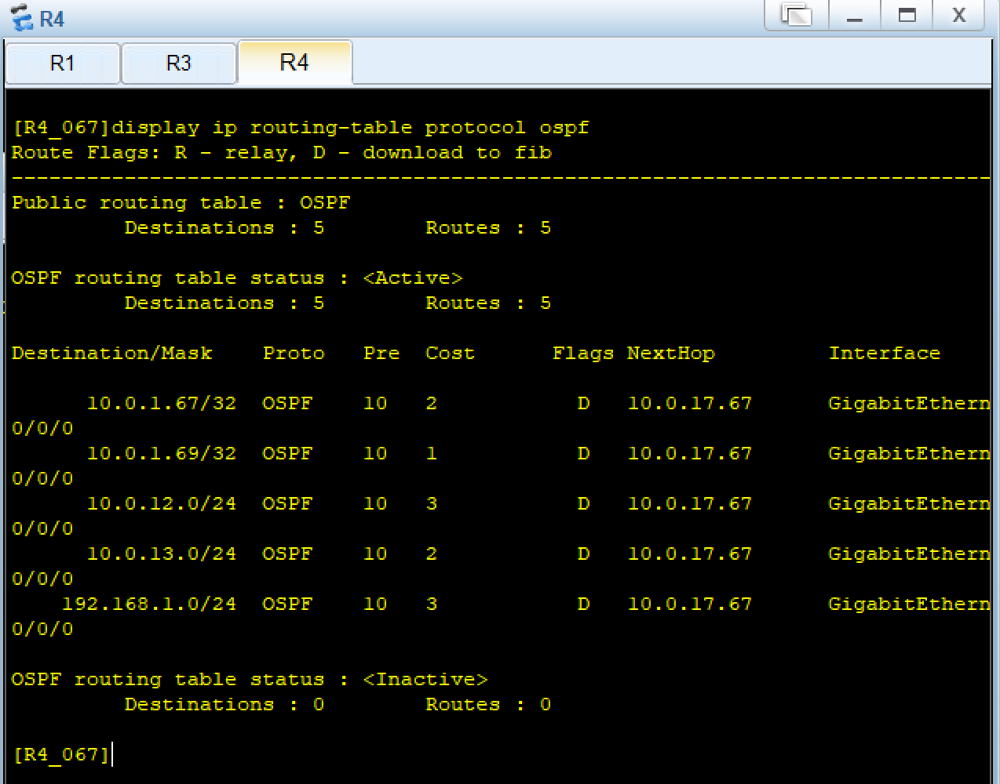 R4
R1 R3 R4
[R4_067]display ip routing-table protocol ospf
Route Flags: R - relay, D - download to fib
------------------------------------------------------------------------------
Public routing table : OSPF
         Destinations : 5        Routes : 5
OSPF routing table status : <Active>
         Destinations : 5        Routes : 5
Destination/Mask    Proto   Pre  Cost      Flags NextHop         Interface
      10.0.1.67/32  OSPF    10   2           D   10.0.17.67      GigabitEthern
0/0/0
      10.0.1.69/32  OSPF    10   1           D   10.0.17.67      GigabitEthern
0/0/0
      10.0.12.0/24  OSPF    10   3           D   10.0.17.67      GigabitEthern
0/0/0
      10.0.13.0/24  OSPF    10   2           D   10.0.17.67      GigabitEthern
0/0/0
    192.168.1.0/24  OSPF    10   3           D   10.0.17.67      GigabitEthern
0/0/0
OSPF routing table status : <Inactive>
         Destinations : 0        Routes : 0
[R4_067]